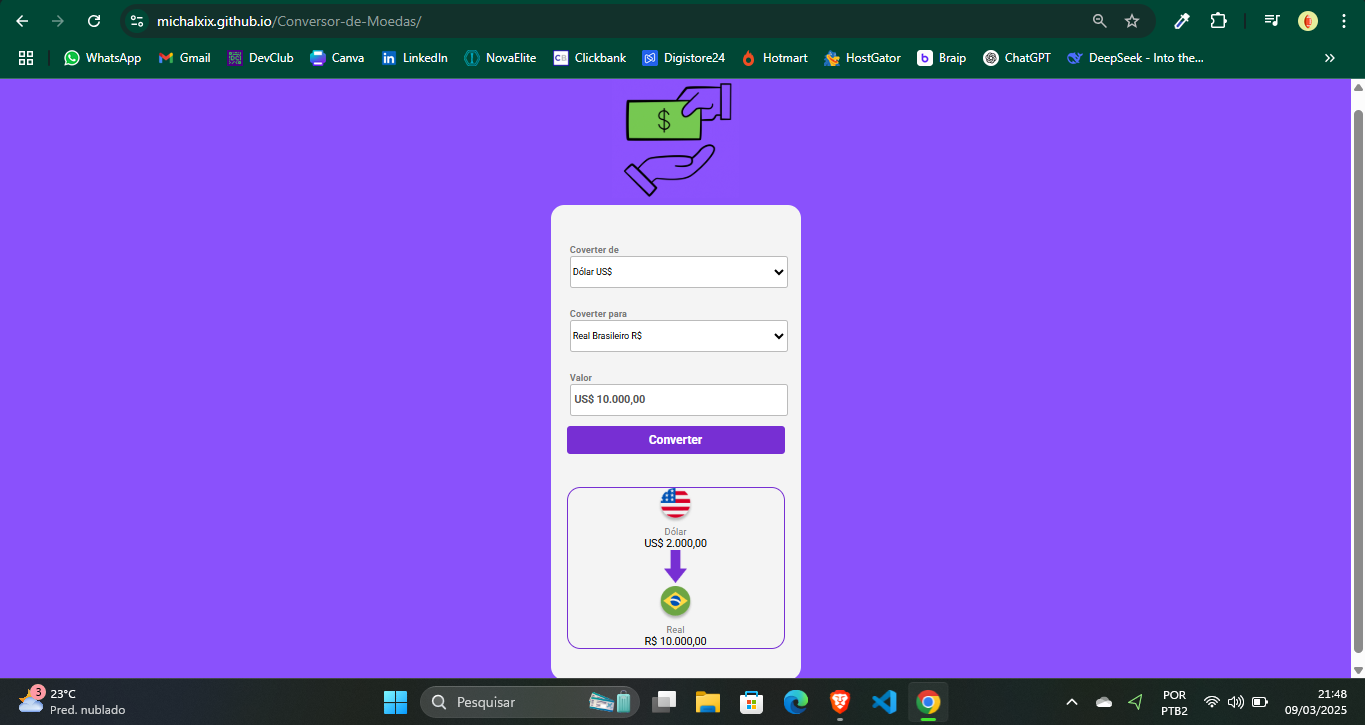 michalxix.github.io/Conversor-de-Moedas/
WhatsApp Gmail DevClub Canva LinkedIn NovaElite Clickbank Digistore24 Hotmart HostGator Braip ChatGPT DeepSeek - Into the... »
$
Coverter de
Dólar US$
Coverter para
Real Brasileiro R$
Valor
US$ 10.000,00
Converter
Dólar
US$ 2.000,00
Real
R$ 10.000,00
3
23°C
Pred. nublado
Pesquisar
POR
PTB2
21:48
09/03/2025